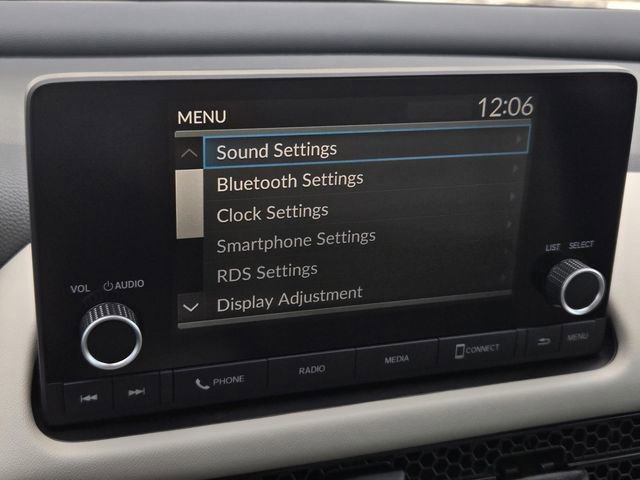 MENU 12:06
Sound Settings
Bluetooth Settings
Clock Settings
Smartphone Settings
RDS Settings
Display Adjustment
VOL AUDIO
LIST SELECT
PHONE RADIO MEDIA CONNECT MENU